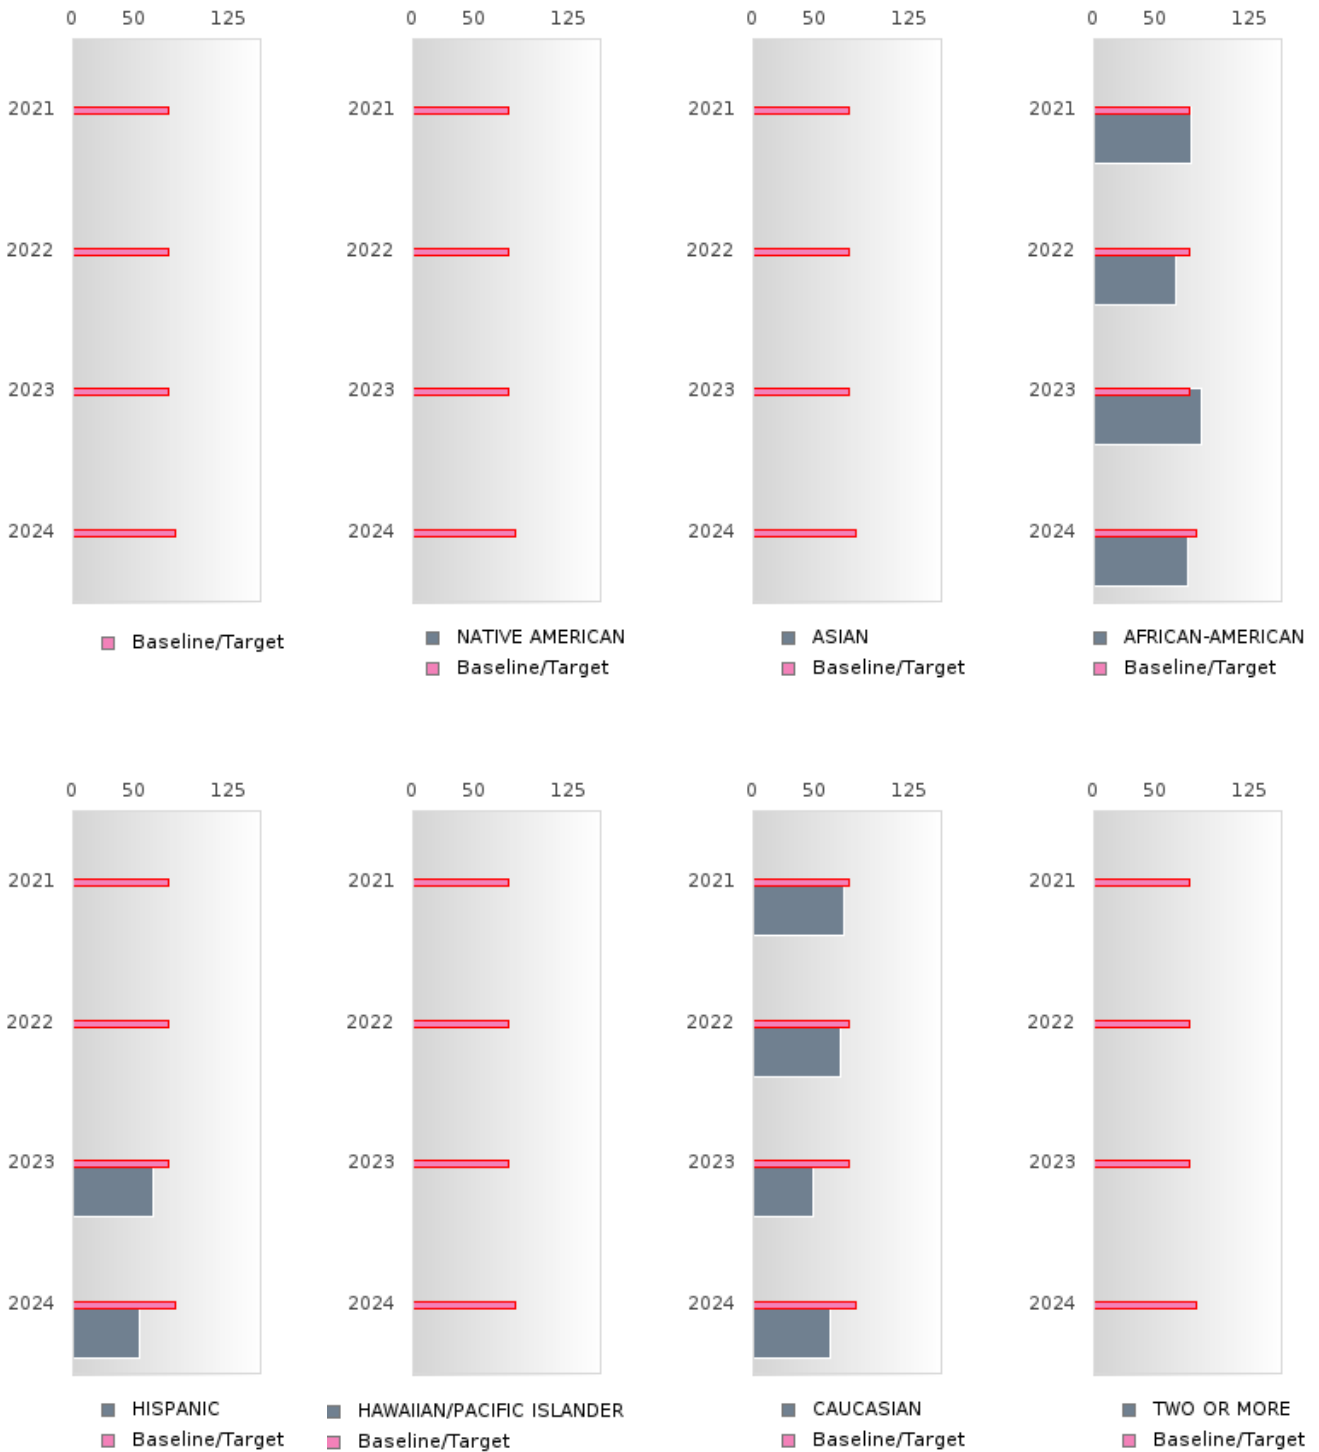 0 50 125 0 50 125 0 50 125 0 50 125
2021 2021 2021 2021
2022 2022 2022 2022
2023 2023 2023 2023
2024 2024 2024 2024
Baseline/Target
NATIVE AMERICAN
Baseline/Target
ASIAN
Baseline/Target
AFRICAN-AMERICAN
Baseline/Target
0 50 125 0 50 125 0 50 125 0 50 125
2021 2021 2021 2021
2022 2022 2022 2022
2023 2023 2023 2023
2024 2024 2024 2024
HISPANIC
Baseline/Target
HAWAIIAN/PACIFIC ISLANDER
Baseline/Target
CAUCASIAN
Baseline/Target
TWO OR MORE
Baseline/Target